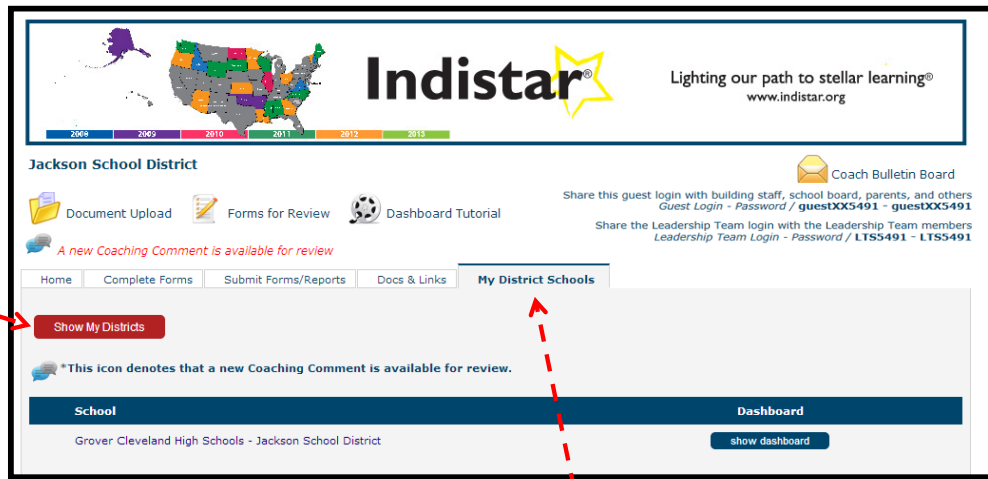 Indistar®
Lighting our path to stellar learning®
www.indistar.org
2008 2009 2010 2011 2012 2013
Jackson School District
Coach Bulletin Board
Document Upload Forms for Review Dashboard Tutorial
Share this guest login with building staff, school board, parents, and others
Guest Login - Password / guestXX5491 - guestXX5491
Share the Leadership Team login with the Leadership Team members
Leadership Team Login - Password / LTS5491 - LTS5491
A new Coaching Comment is available for review
Home Complete Forms Submit Forms/Reports Docs & Links My District Schools
Show My Districts
*This icon denotes that a new Coaching Comment is available for review.
School Dashboard
Grover Cleveland High Schools - Jackson School District show dashboard